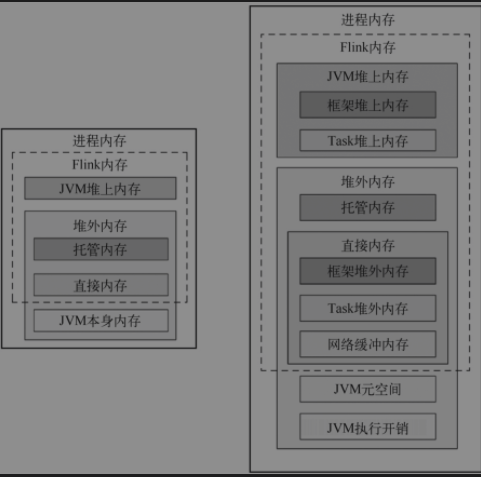 进程内存
Flink内存
JVM堆上内存
堆外内存
托管内存
直接内存
JVM本身内存
进程内存
Flink内存
JVM堆上内存
框架堆上内存
Task堆上内存
堆外内存
托管内存
直接内存
框架堆外内存
Task堆外内存
网络缓冲内存
JVM元空间
JVM执行开销